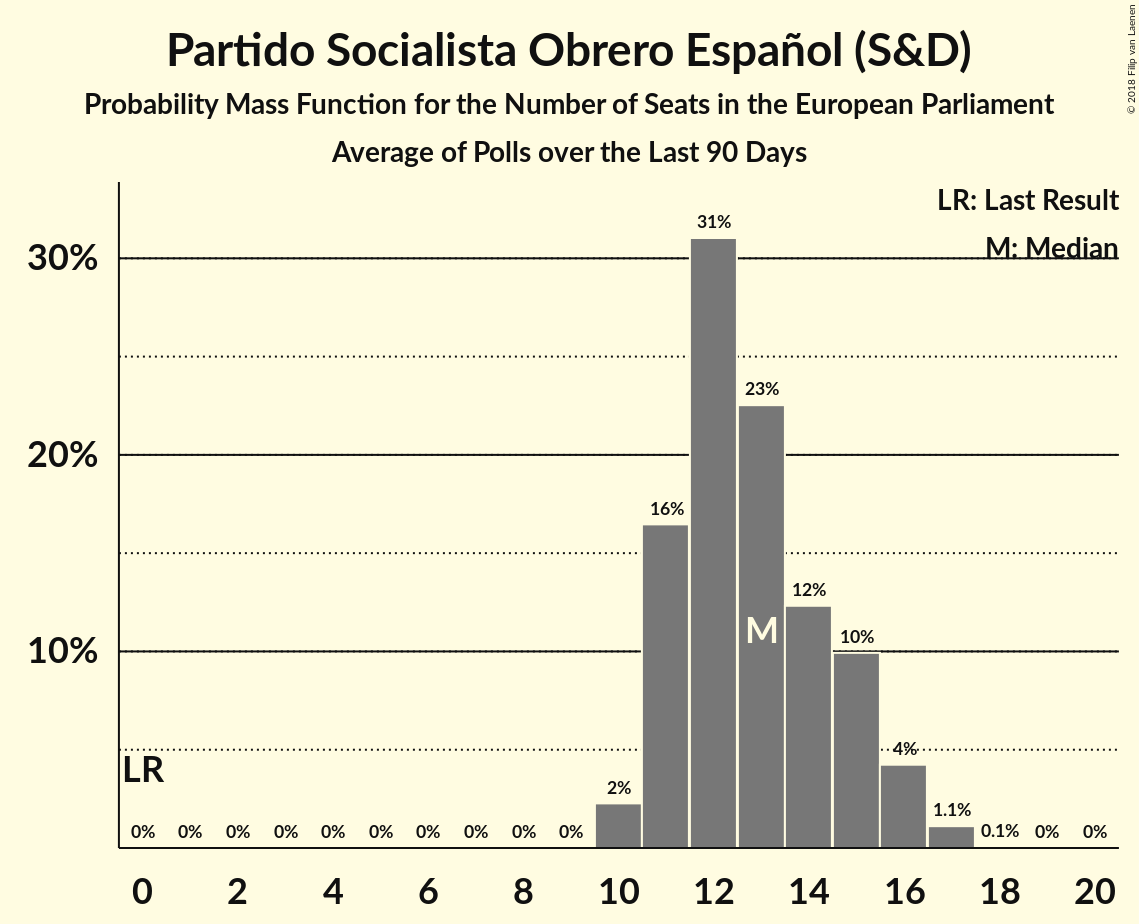 Partido Socialista Obrero Español (S&D)
Probability Mass Function for the Number of Seats in the European Parliament
Average of Polls over the Last 90 Days
© 2018 Filip van Laenen
LR: Last Result
M: Median
30%
20%
10%
31%
23%
16%
12%
10%
4%
2%
1.1%
0.1%
M
LR
0% 0% 0% 0% 0% 0% 0% 0% 0% 0% 0% 0%
0 2 4 6 8 10 12 14 16 18 20